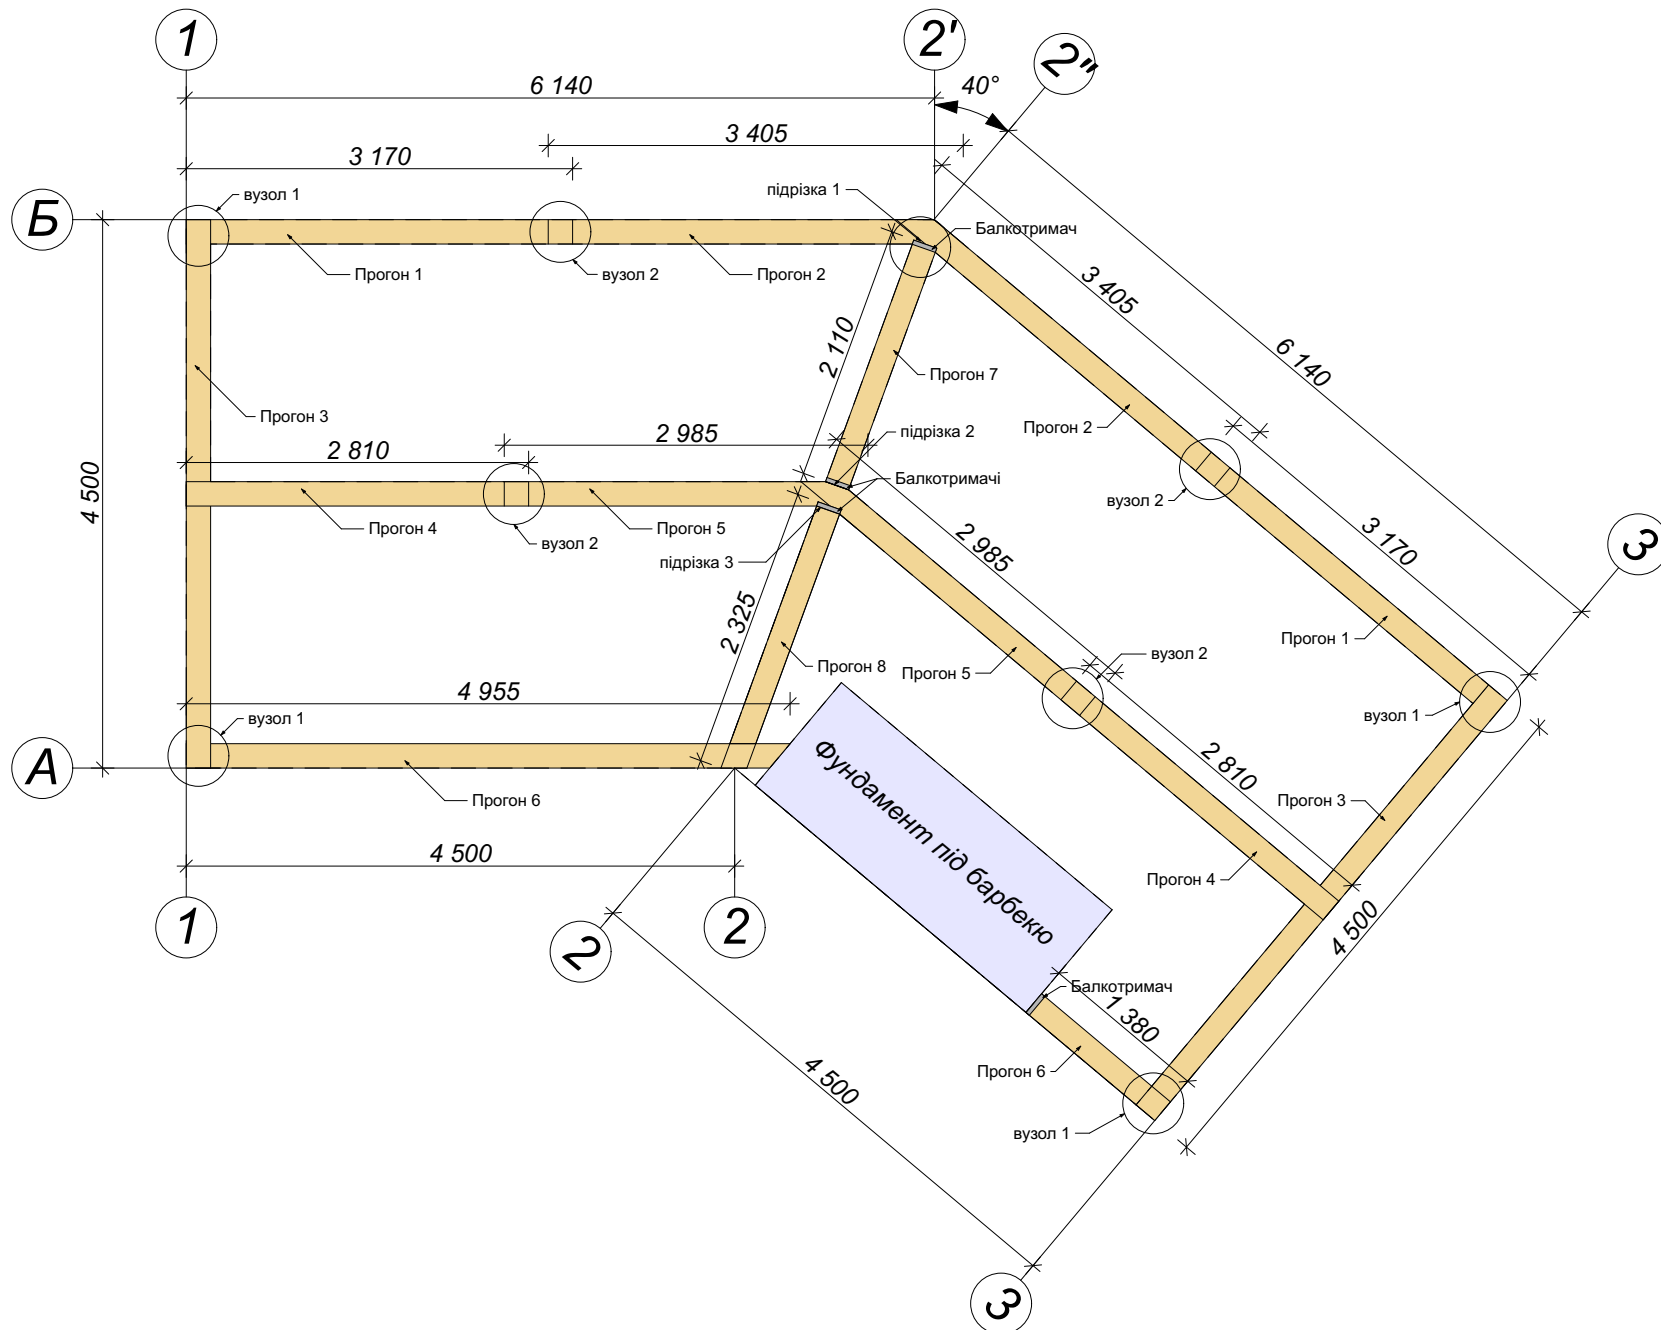 1
2'
2"
6 140
40°
3 405
3 170
вузол 1
підрізка 1
Балкотримач
Б
Прогон 1
вузол 2
Прогон 2
3 405
6 140
2 110
Прогон 7
Прогон 3
Прогон 2
2 985
підрізка 2
2 810
Балкотримачі
4 500
вузол 2
Прогон 4
вузол 2
Прогон 5
підрізка 3
2 985
3 170
3
2 325
Прогон 8
Прогон 5
вузол 2
Прогон 1
4 955
вузол 1
вузол 1
2 810
А
Прогон 6
Фундамент під барбекю
Прогон 3
4 500
Прогон 4
1
2
2
4 500
Балкотримач
1 380
Прогон 6
4 500
вузол 1
3